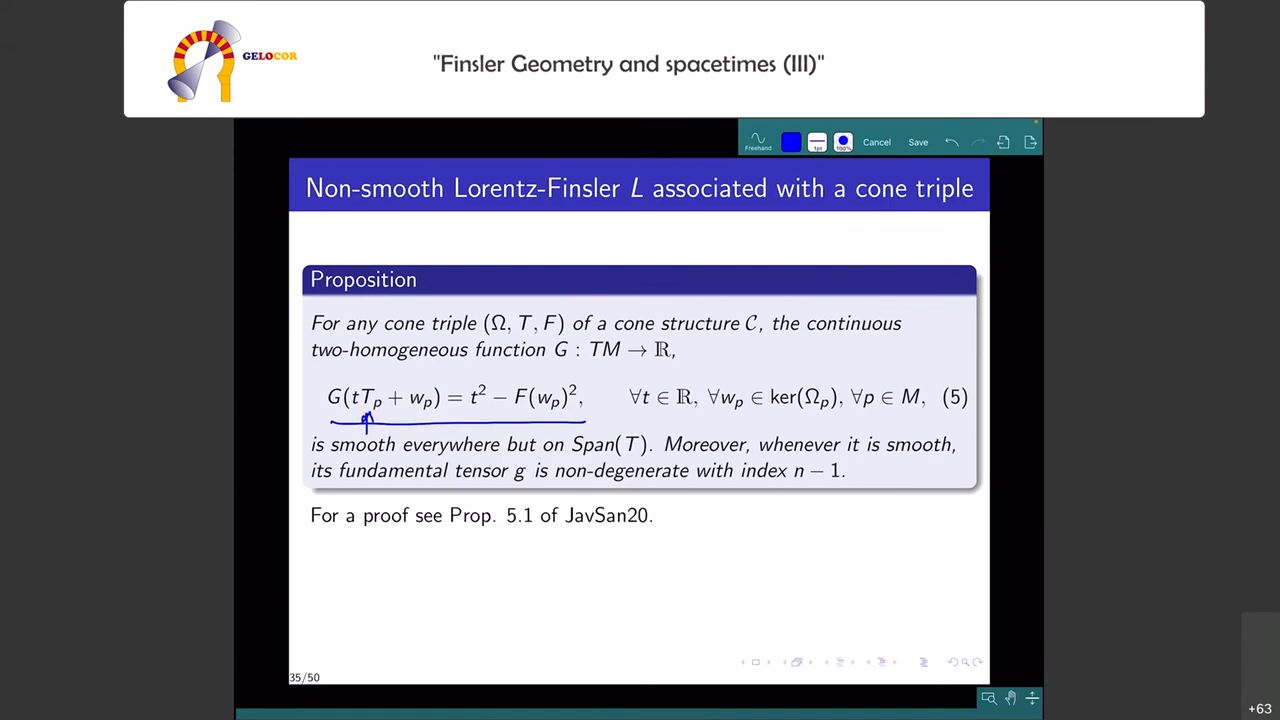 GELOCOR
"Finsler Geometry and spacetimes (III)"
Freehand 1pt 100% Cancel Save
Non-smooth Lorentz-Finsler L associated with a cone triple
Proposition
For any cone triple (Ω, T, F) of a cone structure C, the continuous
two-homogeneous function G : TM → ℝ,
G(tT_p + w_p) = t² − F(w_p)², ∀t ∈ ℝ, ∀w_p ∈ ker(Ω_p), ∀p ∈ M, (5)
is smooth everywhere but on Span(T). Moreover, whenever it is smooth,
its fundamental tensor g is non-degenerate with index n − 1.
For a proof see Prop. 5.1 of JavSan20.
35/50
+63